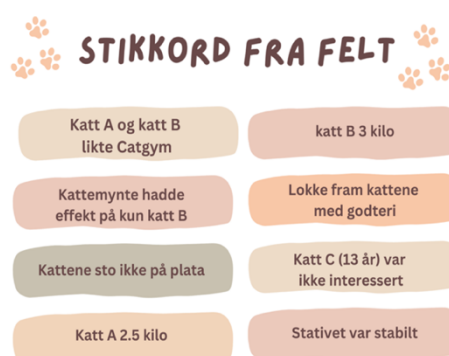 STIKKORD FRA FELT
Katt A og katt B
likte Catgym
katt B 3 kilo
Kattemynte hadde
effekt på kun katt B
Lokke fram kattene
med godteri
Kattene sto ikke på plata
Katt C (13 år) var
ikke interessert
Katt A 2.5 kilo
Stativet var stabilt